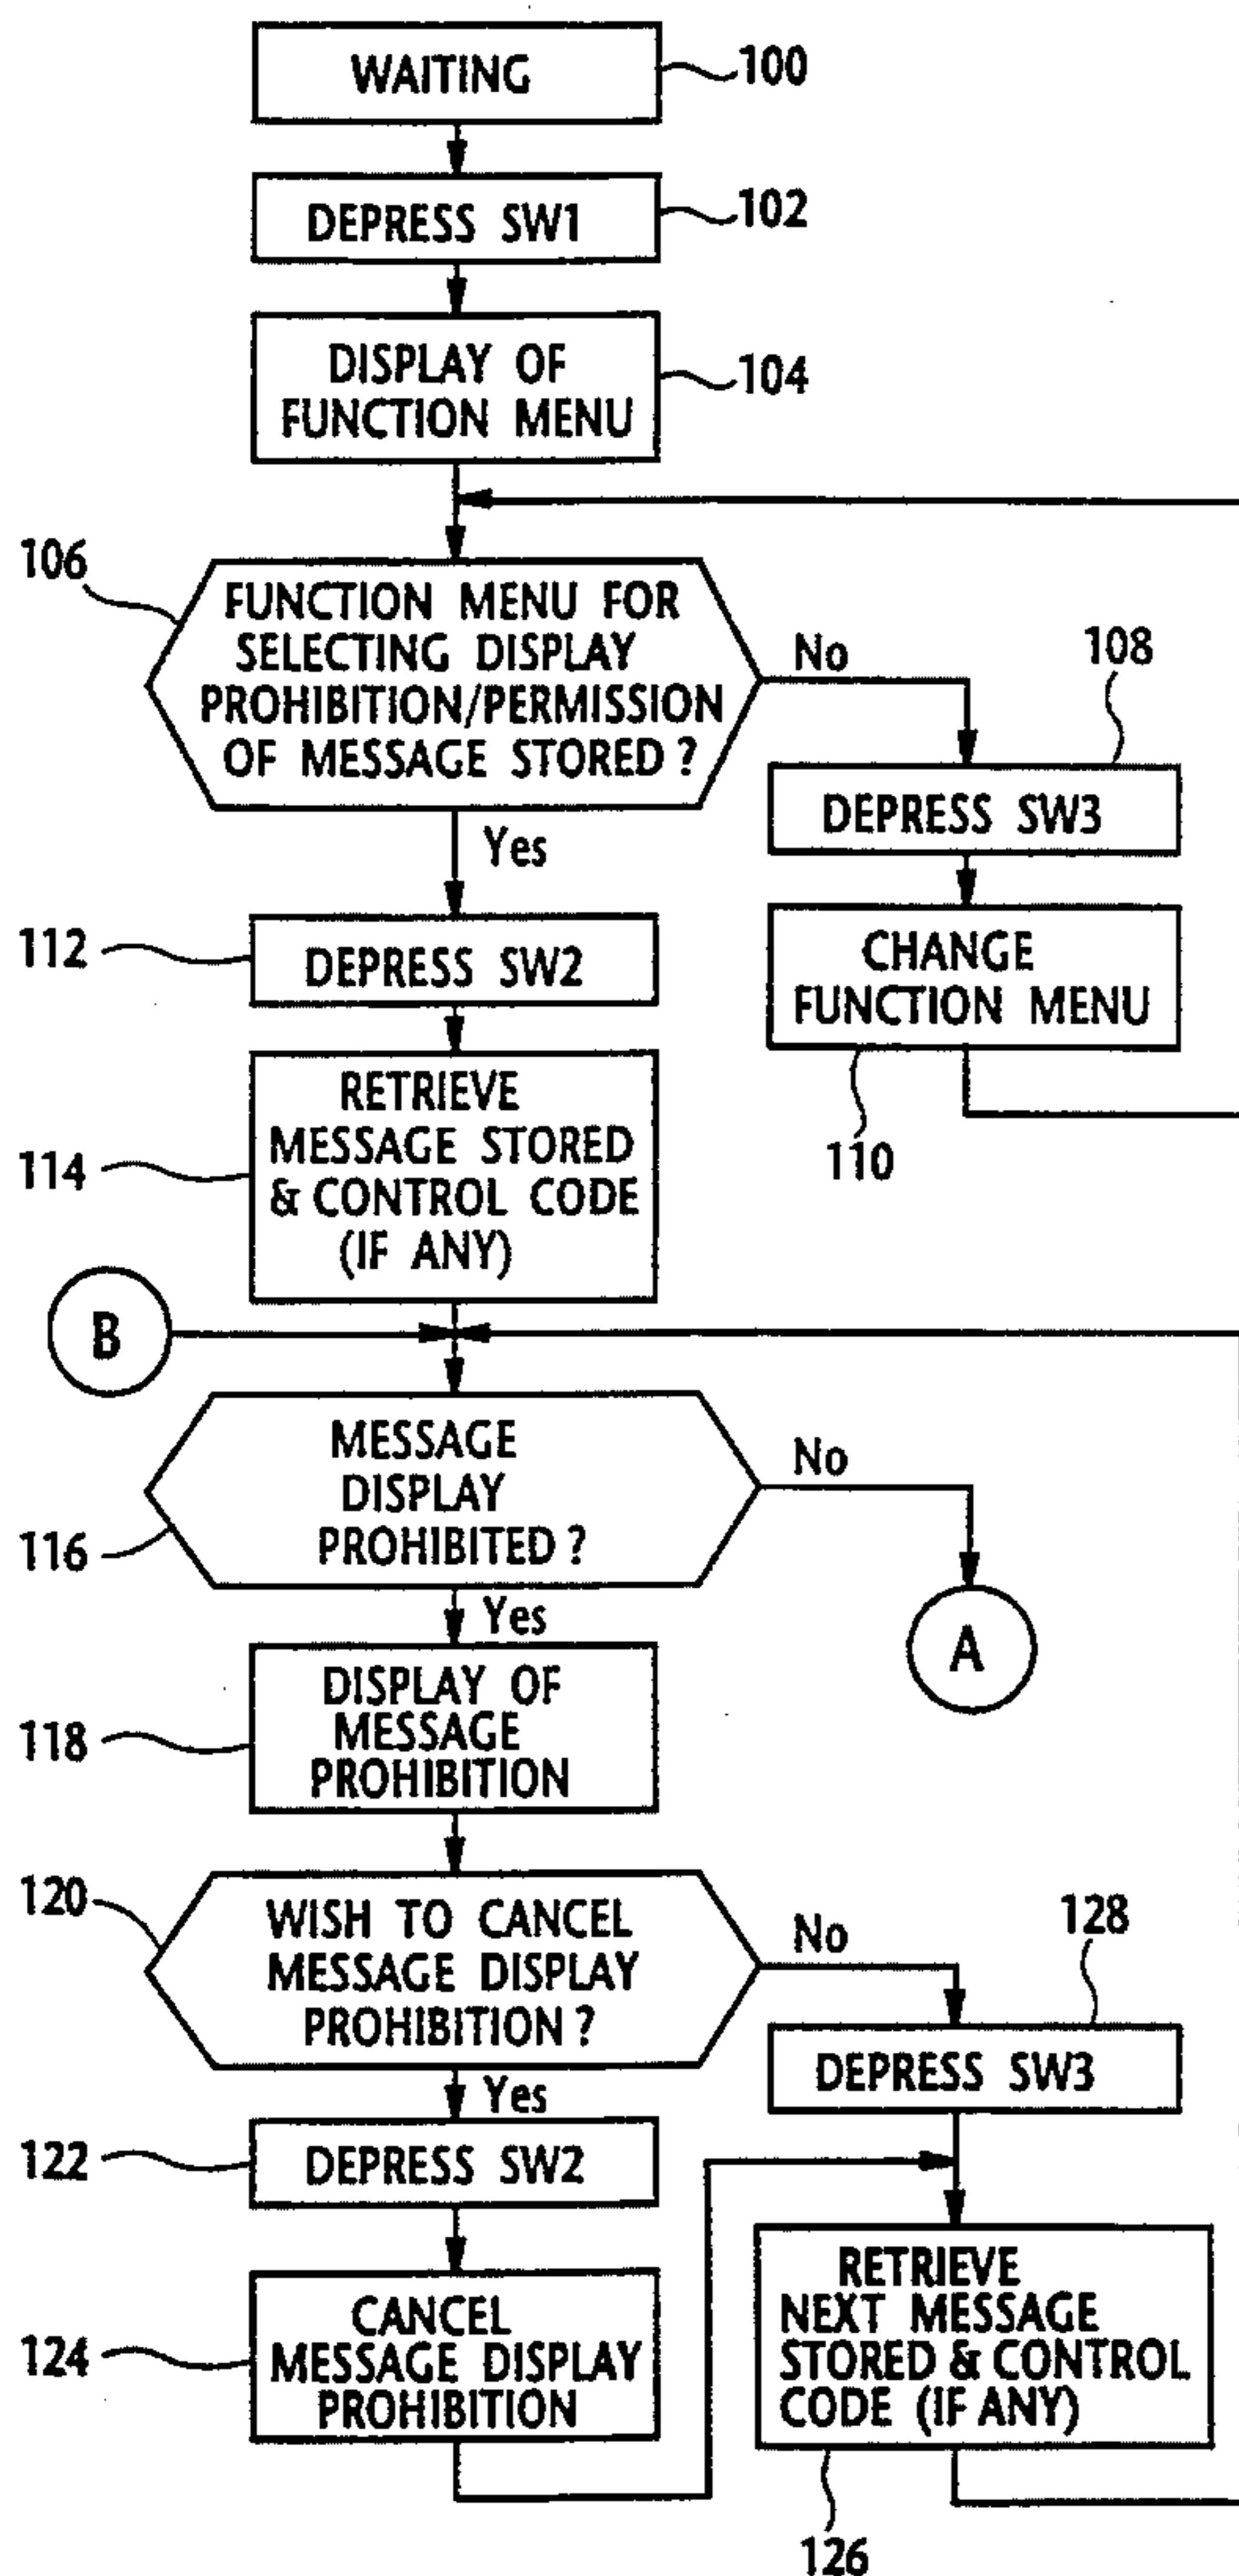 WAITING
100
DEPRESS SW1
102
DISPLAY OF
FUNCTION MENU
104
106
FUNCTION MENU FOR
SELECTING DISPLAY
PROHIBITION/PERMISSION
OF MESSAGE STORED ?
No
108
DEPRESS SW3
Yes
112
DEPRESS SW2
CHANGE
FUNCTION MENU
110
114
RETRIEVE
MESSAGE STORED
& CONTROL CODE
(IF ANY)
B
MESSAGE
DISPLAY
PROHIBITED ?
No
116
Yes
A
118
DISPLAY OF
MESSAGE
PROHIBITION
120
WISH TO CANCEL
MESSAGE DISPLAY
PROHIBITION ?
No
128
DEPRESS SW3
Yes
122
DEPRESS SW2
124
CANCEL
MESSAGE DISPLAY
PROHIBITION
RETRIEVE
NEXT MESSAGE
STORED & CONTROL
CODE (IF ANY)
126